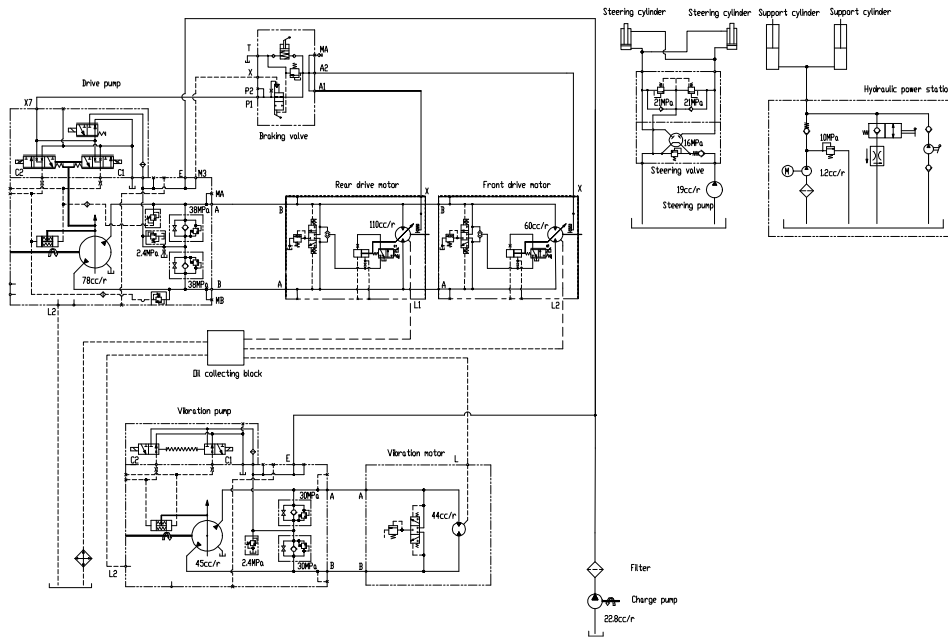 Steering cylinder
Steering cylinder
Support cylinder
Support cylinder
T
MA
X
A2
P2
A1
P1
Braking valve
Drive pump
X7
21MPa
21MPa
16MPa
Steering valve
19cc/r
Steering pump
Hydraulic power statio
10MPa
M
1.2cc/r
C2
C1
E
M3
MA
38MPa
A
2.4MPa
78cc/r
38MPa
B
MB
L2
Rear drive motor
X
B
110cc/r
A
L1
Front drive motor
X
B
60cc/r
A
L2
Oil collecting block
Vibration pump
C2
C1
E
30MPa
A
2.4MPa
45cc/r
30MPa
B
L2
Vibration motor
L
A
44cc/r
B
Filter
Charge pump
22.8cc/r